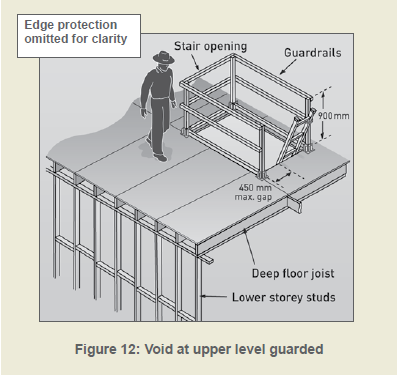 Edge protection
omitted for clarity
Stair opening
Guardrails
900mm
450 mm
max. gap
Deep floor joist
Lower storey studs
Figure 12: Void at upper level guarded